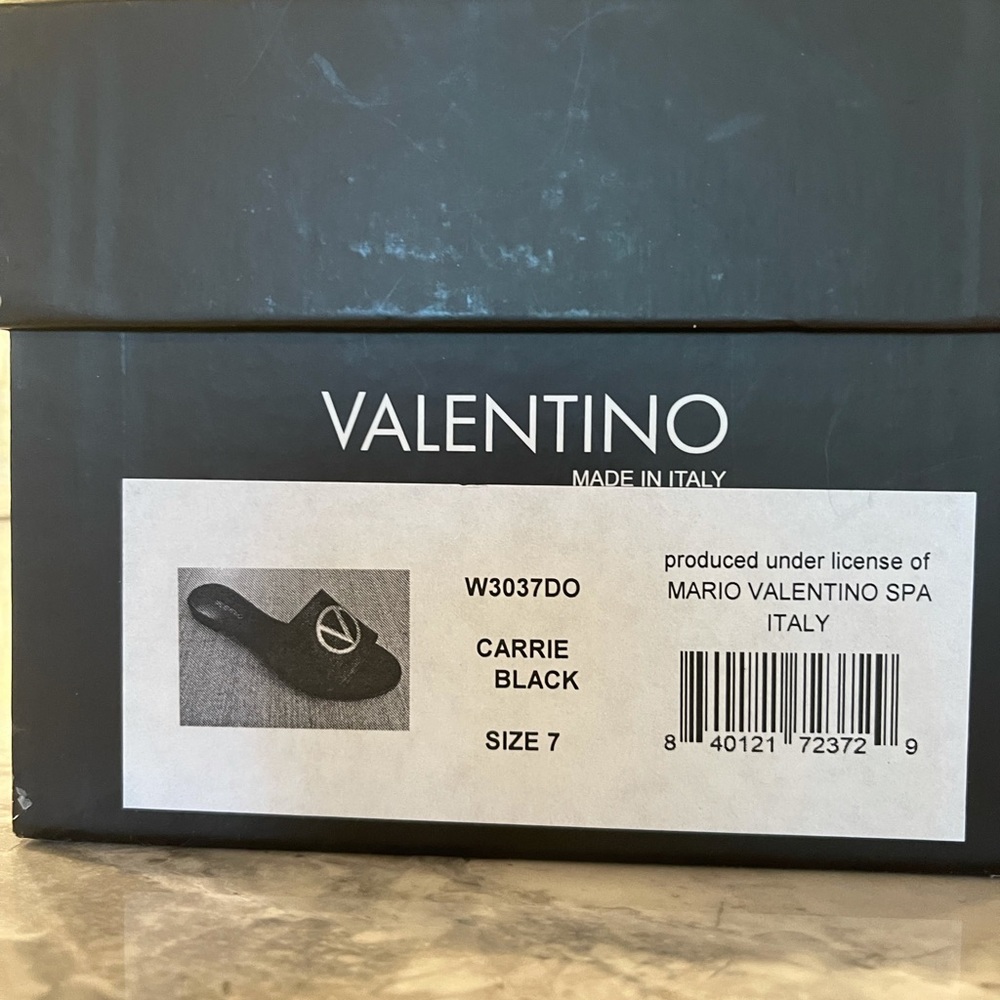 VALENTINO
MADE IN ITALY
W3037DO
CARRIE
BLACK
SIZE 7
produced under license of
MARIO VALENTINO SPA
ITALY
8 40121 72372 9